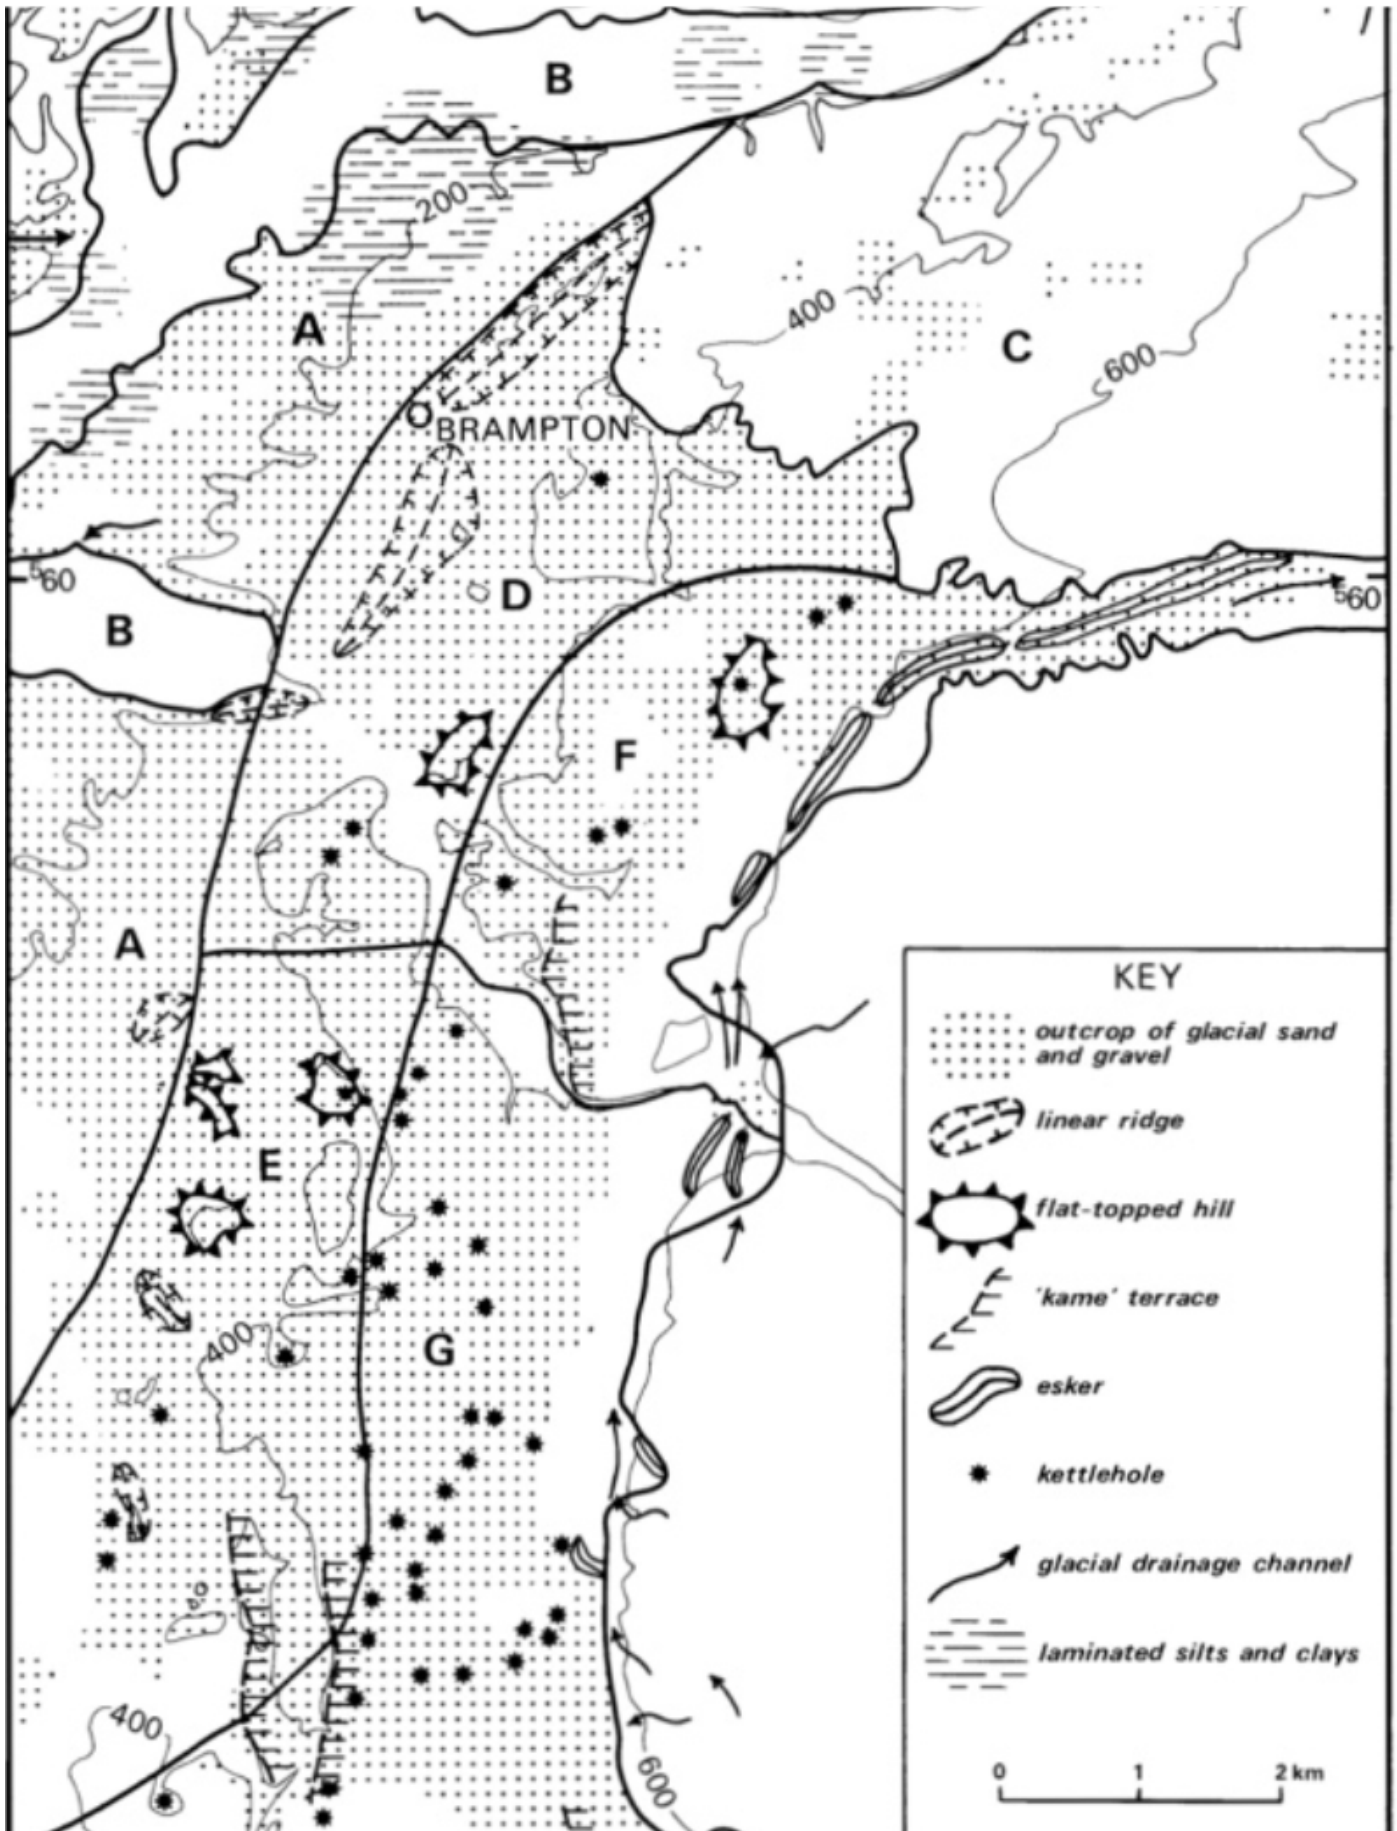 B
200
A
400
C
600
BRAMPTON
⁵60
D
⁵60
B
F
A
E
400
G
400
600
KEY
outcrop of glacial sand
and gravel
linear ridge
flat-topped hill
'kame' terrace
esker
kettlehole
glacial drainage channel
laminated silts and clays
0 1 2 km